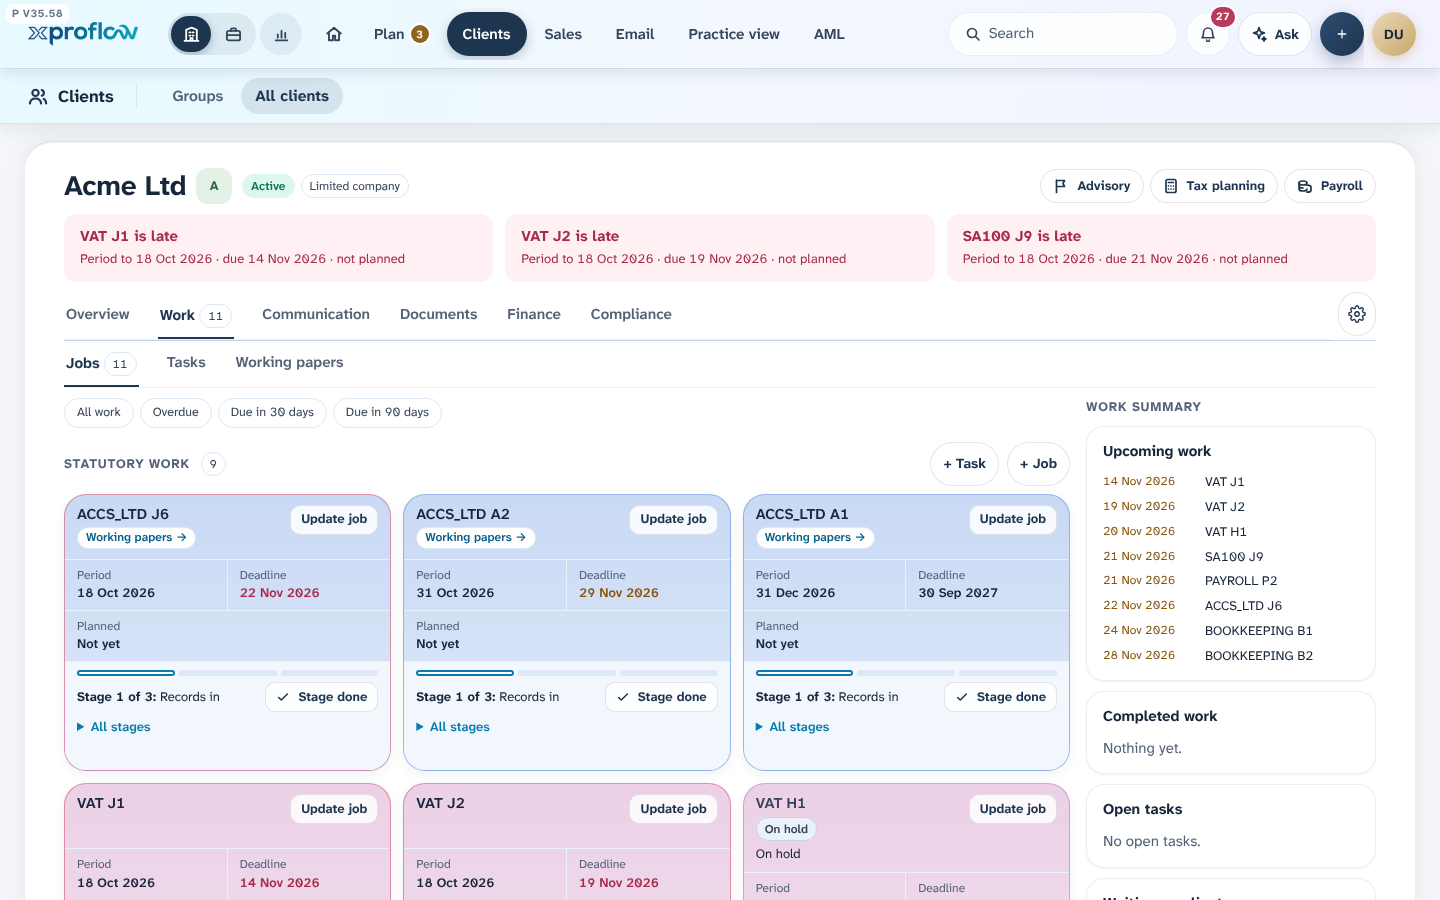 P V35.58
xproflow
Plan 3
Clients
Sales
Email
Practice view
AML
Search
27
Ask
+
DU
Clients
Groups
All clients
Acme Ltd
A
Active
Limited company
Advisory
Tax planning
Payroll
VAT J1 is late
Period to 18 Oct 2026 · due 14 Nov 2026 · not planned
VAT J2 is late
Period to 18 Oct 2026 · due 19 Nov 2026 · not planned
SA100 J9 is late
Period to 18 Oct 2026 · due 21 Nov 2026 · not planned
Overview
Work 11
Communication
Documents
Finance
Compliance
Jobs 11
Tasks
Working papers
All work
Overdue
Due in 30 days
Due in 90 days
STATUTORY WORK 9
+ Task
+ Job
ACCS_LTD J6
Update job
Working papers →
Period
18 Oct 2026
Deadline
22 Nov 2026
Planned
Not yet
Stage 1 of 3: Records in
Stage done
All stages
ACCS_LTD A2
Update job
Working papers →
Period
31 Oct 2026
Deadline
29 Nov 2026
Planned
Not yet
Stage 1 of 3: Records in
Stage done
All stages
ACCS_LTD A1
Update job
Working papers →
Period
31 Dec 2026
Deadline
30 Sep 2027
Planned
Not yet
Stage 1 of 3: Records in
Stage done
All stages
VAT J1
Update job
Period
18 Oct 2026
Deadline
14 Nov 2026
VAT J2
Update job
Period
18 Oct 2026
Deadline
19 Nov 2026
VAT H1
Update job
On hold
On hold
Period
Deadline
WORK SUMMARY
Upcoming work
14 Nov 2026 VAT J1
19 Nov 2026 VAT J2
20 Nov 2026 VAT H1
21 Nov 2026 SA100 J9
21 Nov 2026 PAYROLL P2
22 Nov 2026 ACCS_LTD J6
24 Nov 2026 BOOKKEEPING B1
28 Nov 2026 BOOKKEEPING B2
Completed work
Nothing yet.
Open tasks
No open tasks.